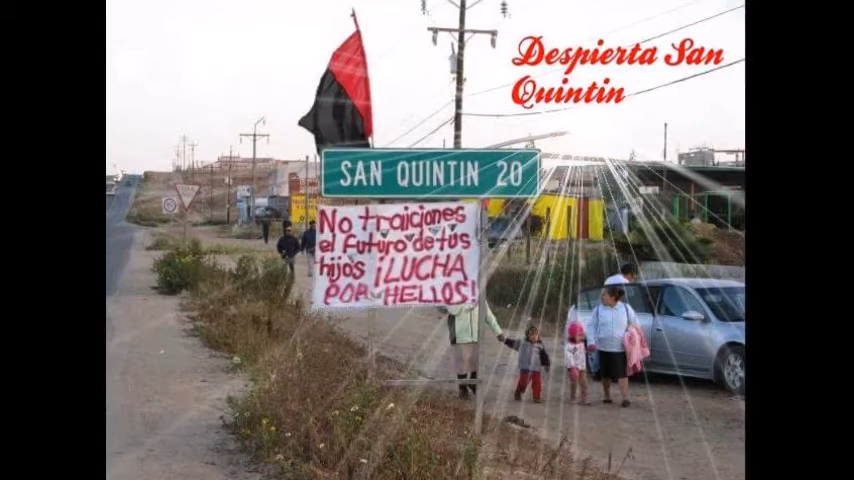 Despierta San
Quintin
SAN QUINTIN 20
No traiciones
el futuro de tus
hijos ¡LUCHA
POR HELLOS!